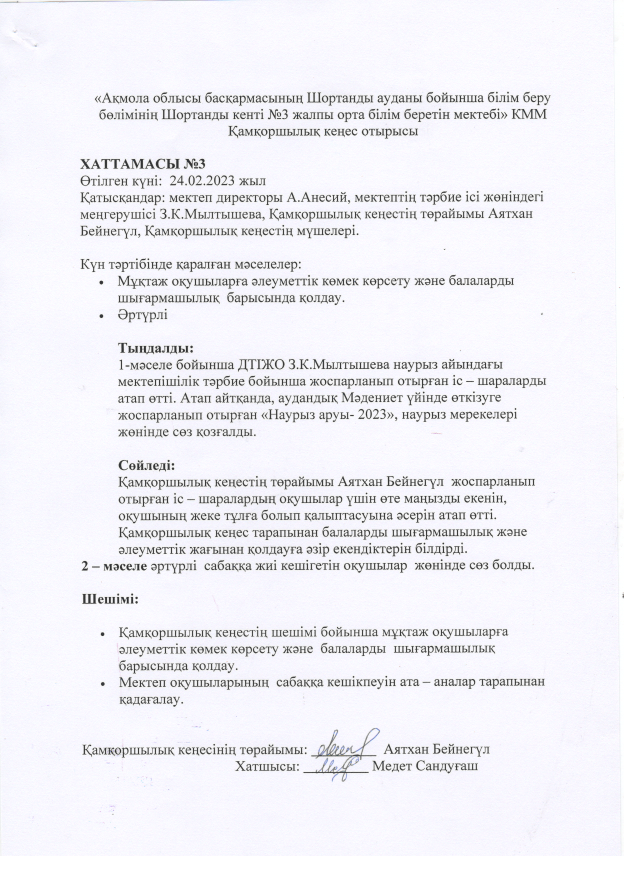 «Ақмола облысы басқармасының Шортанды ауданы бойынша білім беру
бөлімінің Шортанды кенті №3 жалпы орта білім беретін мектебі» КММ
Қамқоршылық кеңес отырысы
ХАТТАМАСЫ №3
Өтілген күні:  24.02.2023 жыл
Қатысқандар: мектеп директоры А.Анесий, мектептің тәрбие ісі жөніндегі
меңгерушісі З.К.Мылтышева, Қамқоршылық кеңестің төрайымы Аятхан
Бейнегүл, Қамқоршылық кеңестің мүшелері.
Күн тәртібінде қаралған мәселелер:
• Мұқтаж оқушыларға әлеуметтік көмек көрсету және балаларды
шығармашылық  барысында қолдау.
• Әртүрлі
Тыңдалды:
1-мәселе бойынша ДТІЖО З.К.Мылтышева наурыз айындағы
мектепішілік тәрбие бойынша жоспарланып отырған іс – шараларды
атап өтті. Атап айтқанда, аудандық Мәдениет үйінде өткізуге
жоспарланып отырған «Наурыз аруы- 2023», наурыз мерекелері
жөнінде сөз қозғалды.
Сөйледі:
Қамқоршылық кеңестің төрайымы Аятхан Бейнегүл  жоспарланып
отырған іс – шаралардың оқушылар үшін өте маңызды екенін,
оқушының жеке тұлға болып қалыптасуына әсерін атап өтті.
Қамқоршылық кеңес тарапынан балаларды шығармашылық және
әлеуметтік жағынан қолдауға әзір екендіктерін білдірді.
2 – мәселе әртүрлі  сабаққа жиі кешігетін оқушылар  жөнінде сөз болды.
Шешімі:
• Қамқоршылық кеңестің шешімі бойынша мұқтаж оқушыларға
әлеуметтік көмек көрсету және  балаларды  шығармашылық
барысында қолдау.
• Мектеп оқушыларының  сабаққа кешікпеуін ата – аналар тарапынан
қадағалау.
Қамқоршылық кеңесінің төрайымы: _________ Аятхан Бейнегүл
Хатшысы: _________ Медет Сандуғаш